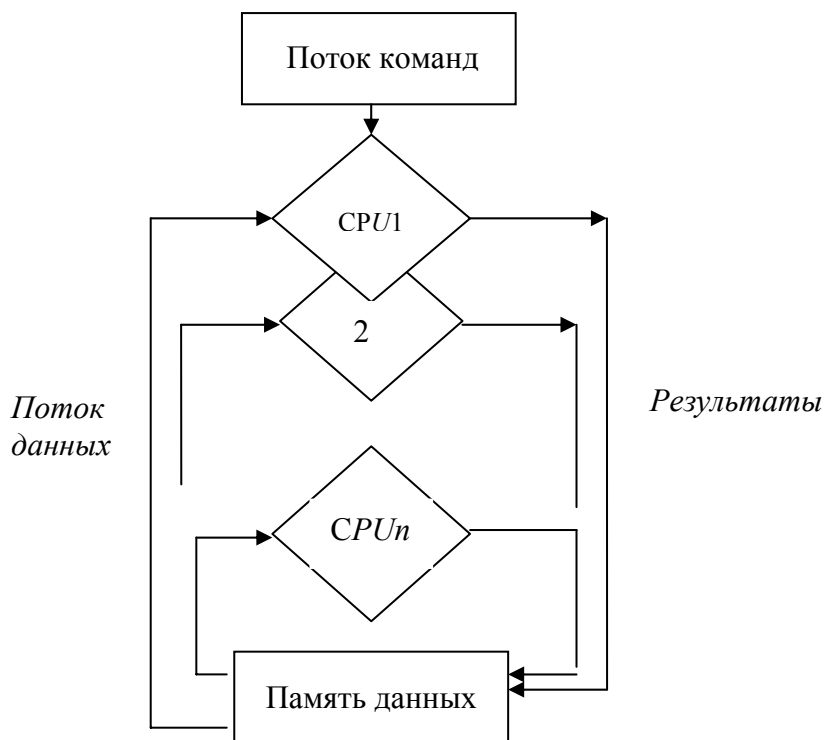 Поток команд
CPU1
2
Поток
данных
Результаты
CPUn
Память данных